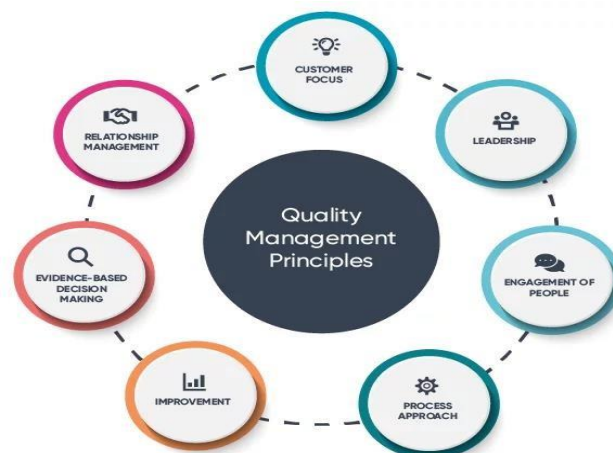 CUSTOMER
FOCUS
LEADERSHIP
ENGAGEMENT OF
PEOPLE
PROCESS
APPROACH
IMPROVEMENT
EVIDENCE-BASED
DECISION
MAKING
RELATIONSHIP
MANAGEMENT
Quality
Management
Principles